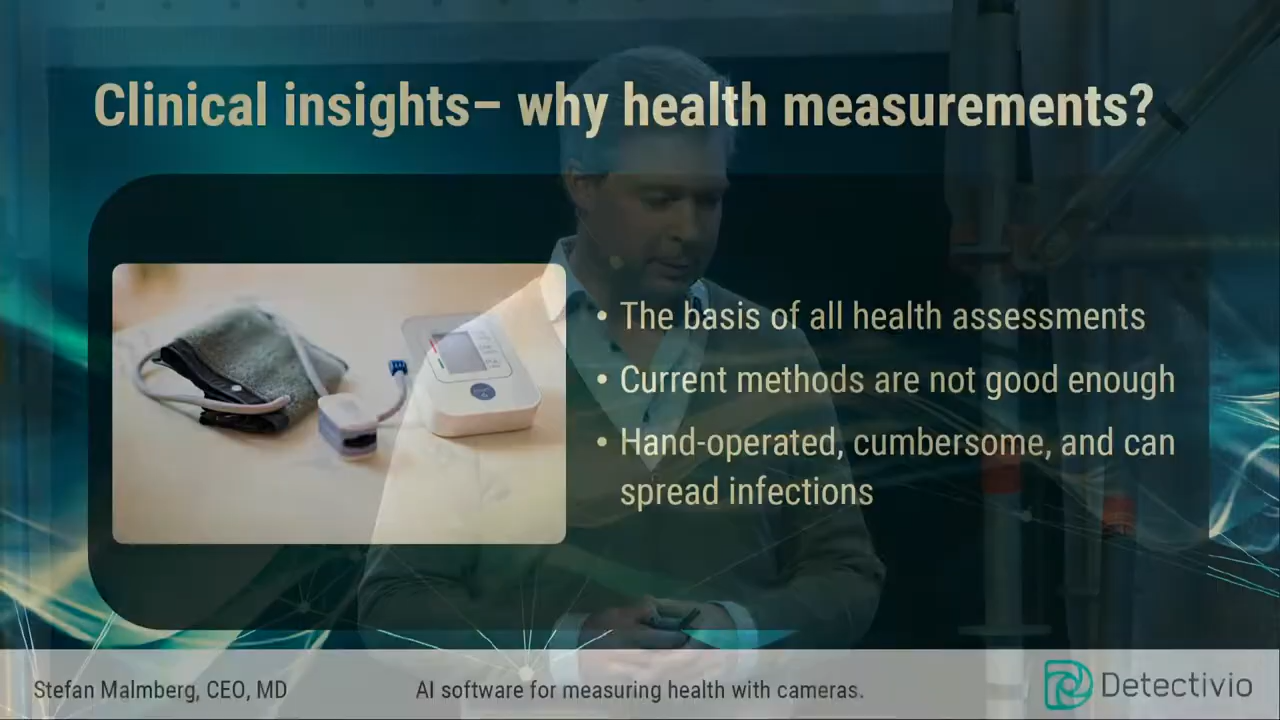 Clinical insights– why health measurements?
• The basis of all health assessments
• Current methods are not good enough
• Hand-operated, cumbersome, and can
spread infections
Stefan Malmberg, CEO, MD
AI software for measuring health with cameras.
Detectivio